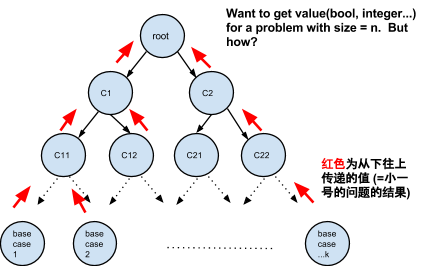 Want to get value(bool, integer...)
for a problem with size = n.  But
how?
root
C1
C2
C11
C12
C21
C22
红色为从下往上
传递的值 (=小一
号的问题的结果)
base
case
1
base
case
2
base
case
...k